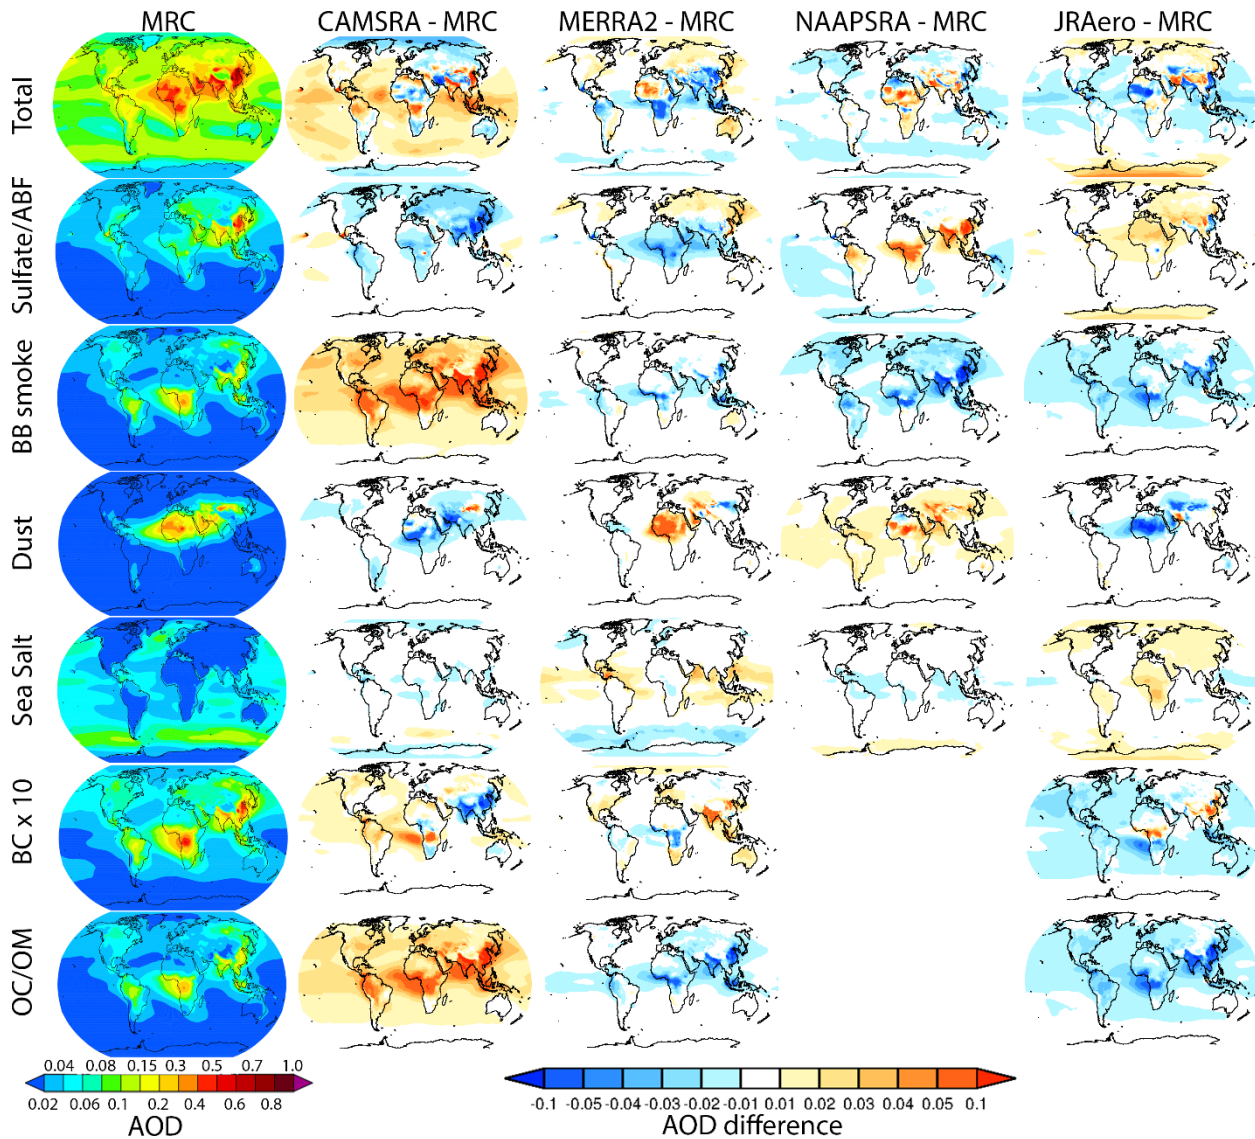 MRC CAMSRA - MRC MERRA2 - MRC NAAPSRA - MRC JRAero - MRC
Total
Sulfate/ABF
BB smoke
Dust
Sea Salt
BC x 10
OC/OM
0.04 0.08 0.15 0.3 0.5 0.7 1.0
0.02 0.06 0.1 0.2 0.4 0.6 0.8
AOD
-0.1 -0.05 -0.04 -0.03 -0.02 -0.01 0.01 0.02 0.03 0.04 0.05 0.1
AOD difference